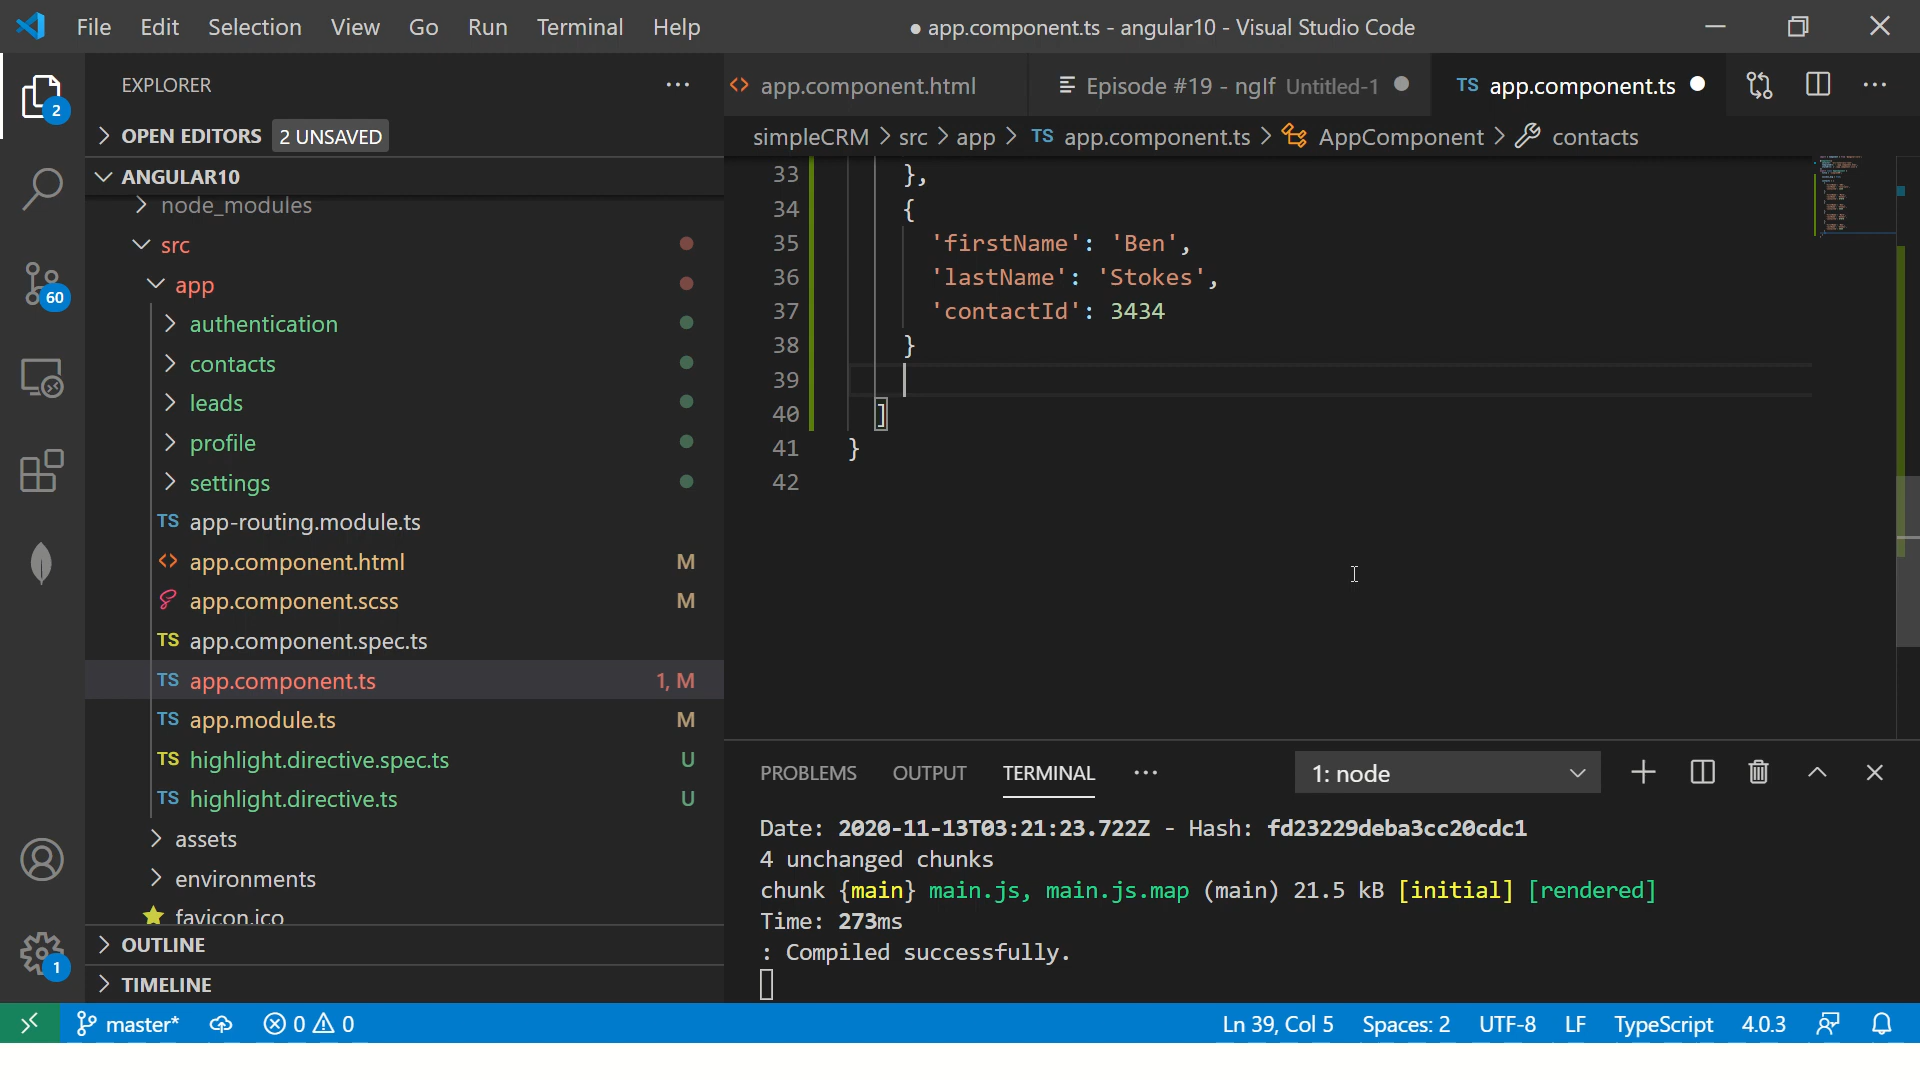 File Edit Selection View Go Run Terminal Help
● app.component.ts - angular10 - Visual Studio Code
EXPLORER
OPEN EDITORS 2 UNSAVED
ANGULAR10
node_modules
src
app
authentication
contacts
leads
profile
settings
TS app-routing.module.ts
<> app.component.html M
app.component.scss M
TS app.component.spec.ts
TS app.component.ts 1, M
TS app.module.ts M
TS highlight.directive.spec.ts U
TS highlight.directive.ts U
assets
environments
favicon.ico
OUTLINE
TIMELINE
2
60
1
<> app.component.html
Episode #19 - ngIf Untitled-1 ●
TS app.component.ts ●
simpleCRM > src > app > TS app.component.ts > AppComponent > contacts
33 },
34 {
35 'firstName': 'Ben',
36 'lastName': 'Stokes',
37 'contactId': 3434
38 }
39
40 ]
41 }
42
PROBLEMS OUTPUT TERMINAL ··· 1: node
Date: 2020-11-13T03:21:23.722Z - Hash: fd23229deba3cc20cdc1
4 unchanged chunks
chunk {main} main.js, main.js.map (main) 21.5 kB [initial] [rendered]
Time: 273ms
: Compiled successfully.
master* 0 0 Ln 39, Col 5 Spaces: 2 UTF-8 LF TypeScript 4.0.3